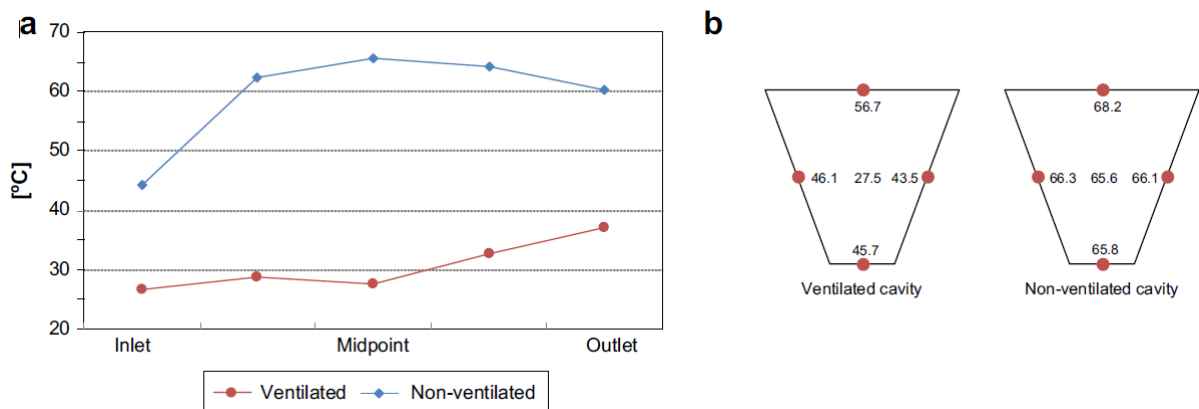 a
70
60
50
40
30
20
[ºC]
Inlet Midpoint Outlet
Ventilated Non-ventilated
b
56.7
46.1 27.5 43.5
45.7
Ventilated cavity
68.2
66.3 65.6 66.1
65.8
Non-ventilated cavity